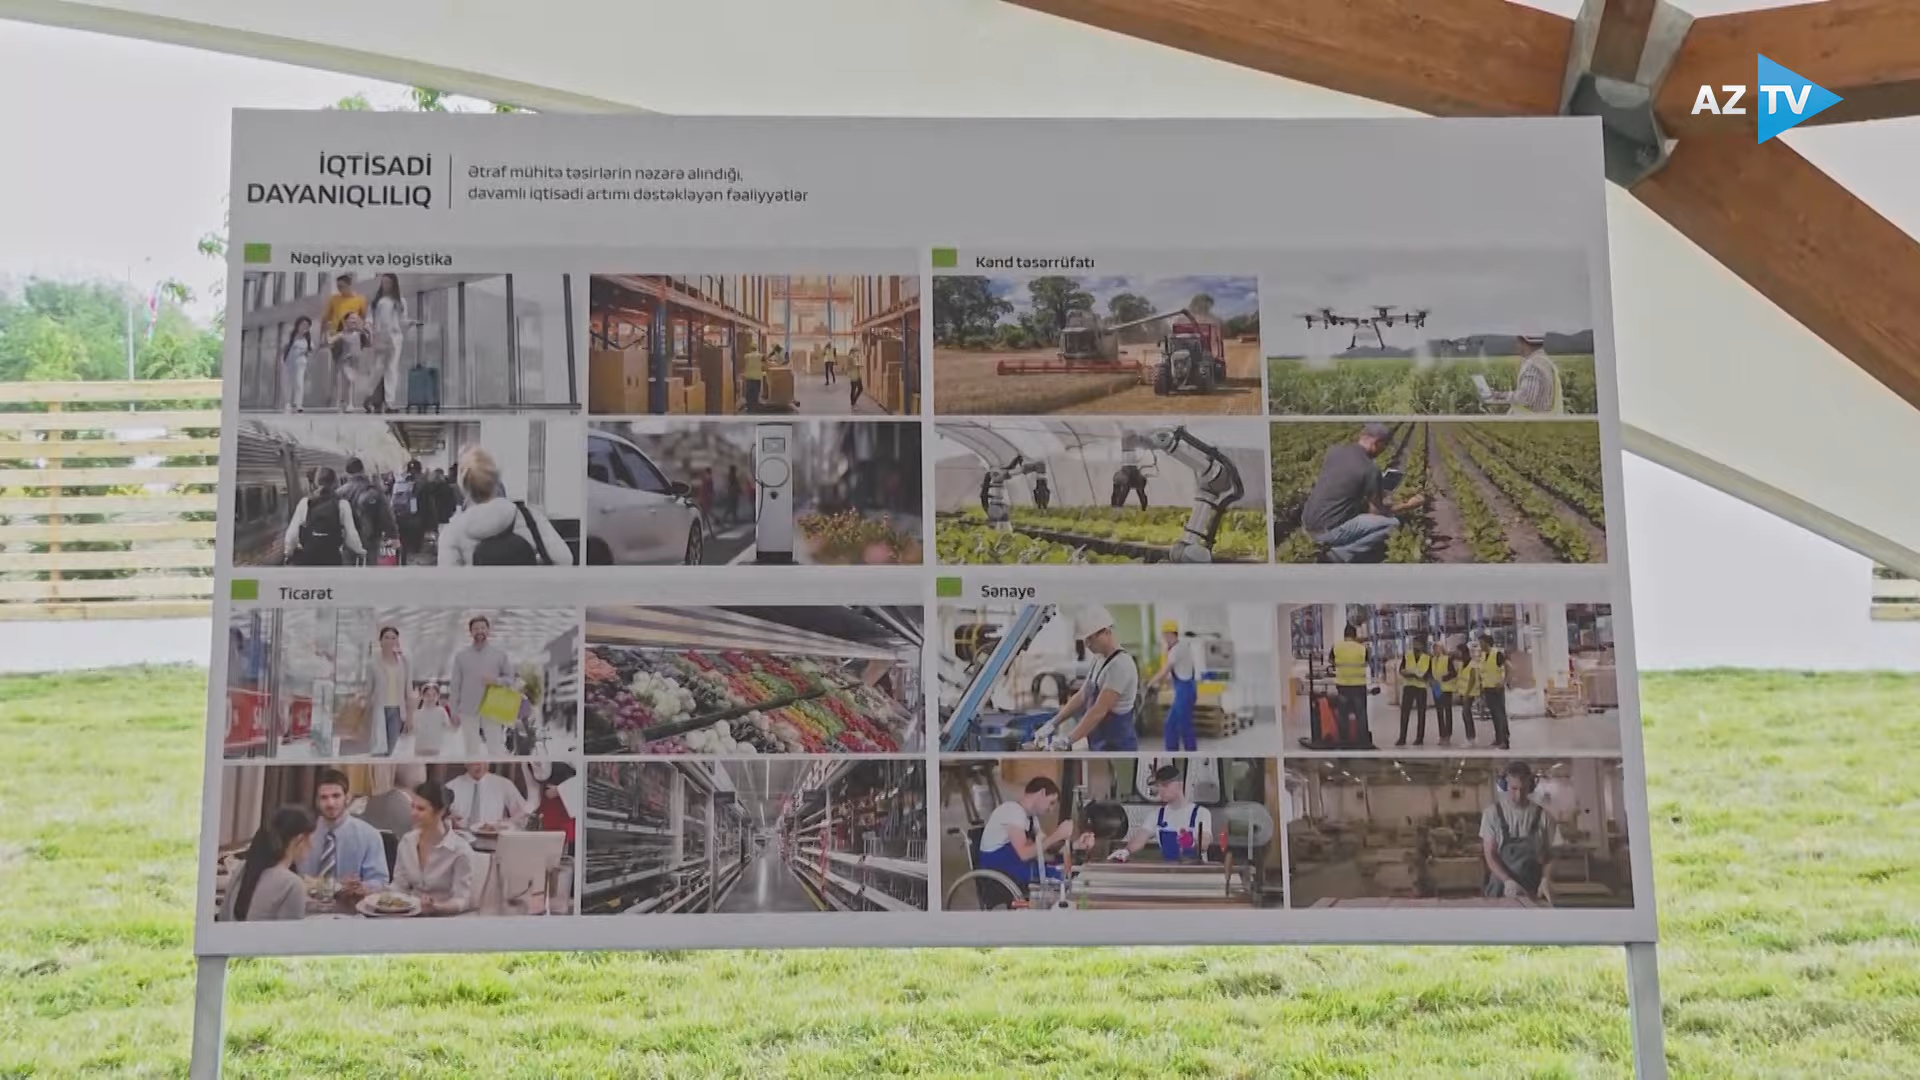 AZ TV
İQTİSADİ
DAYANIQLILIQ
Ətraf mühitə təsirlərin nəzərə alındığı,
davamlı iqtisadi artımı dəstəkləyən fəaliyyətlər
Nəqliyyat və logistika
Kənd təsərrüfatı
Ticarət
Sənaye